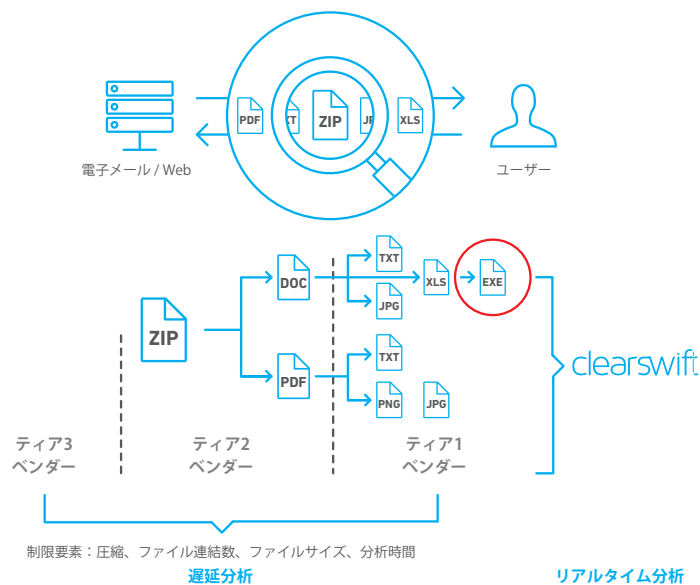 PDF
XT
ZIP
JP
XLS
電子メール / Web
ユーザー
TXT
DOC
XLS
EXE
JPG
ZIP
TXT
PDF
PNG
JPG
clearswift
ティア3
ベンダー
ティア2
ベンダー
ティア1
ベンダー
制限要素：圧縮、ファイル連結数、ファイルサイズ、分析時間
遅延分析
リアルタイム分析